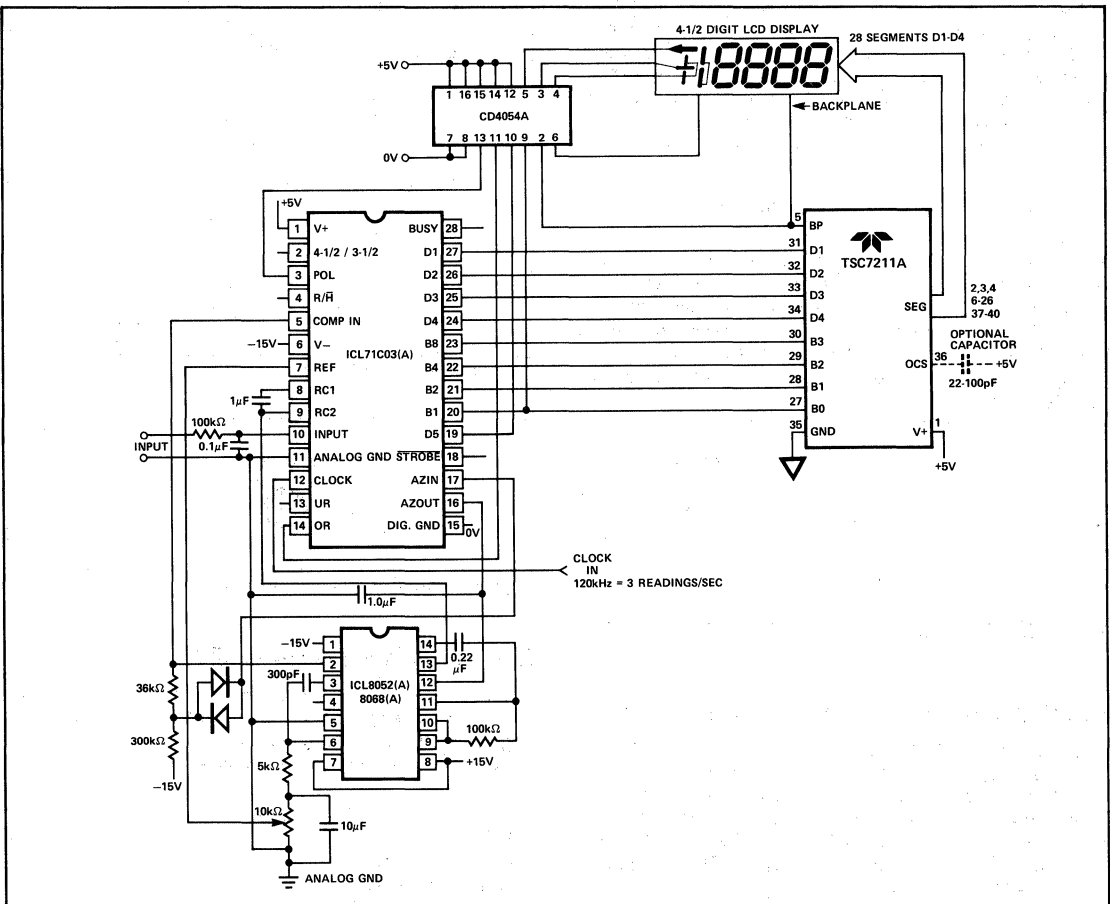 4-1/2 DIGIT LCD DISPLAY
28 SEGMENTS D1-D4
+5V
1 16 15 14 12 5 3 4
CD4054A
7 8 13 11 10 9 2 6
0V
BACKPLANE
+5V
1 V+
2 4-1/2 / 3-1/2
3 POL
4 R/H̅
5 COMP IN
-15V
6 V−
7 REF
8 RC1
9 RC2
10 INPUT
11 ANALOG GND
12 CLOCK
13 UR
14 OR
ICL71C03(A)
BUSY 28
D1 27
D2 26
D3 25
D4 24
B8 23
B4 22
B2 21
B1 20
D5 19
STROBE 18
AZIN 17
AZOUT 16
DIG. GND 15
0V
1µF
100kΩ
INPUT
0.1µF
5 BP
31 D1
32 D2
33 D3
34 D4
30 B3
29 B2
28 B1
27 B0
35 GND
TSC7211A
SEG
2,3,4
6-26
37-40
OPTIONAL
CAPACITOR
OCS 36
+5V
22-100pF
V+ 1
+5V
CLOCK
IN
120kHz = 3 READINGS/SEC
1.0µF
-15V
1
2
3
4
5
6
7
ICL8052(A)
8068(A)
14
13
12
11
10
9
8
0.22
µF
300pF
36kΩ
300kΩ
-15V
100kΩ
+15V
5kΩ
10kΩ
10µF
ANALOG GND